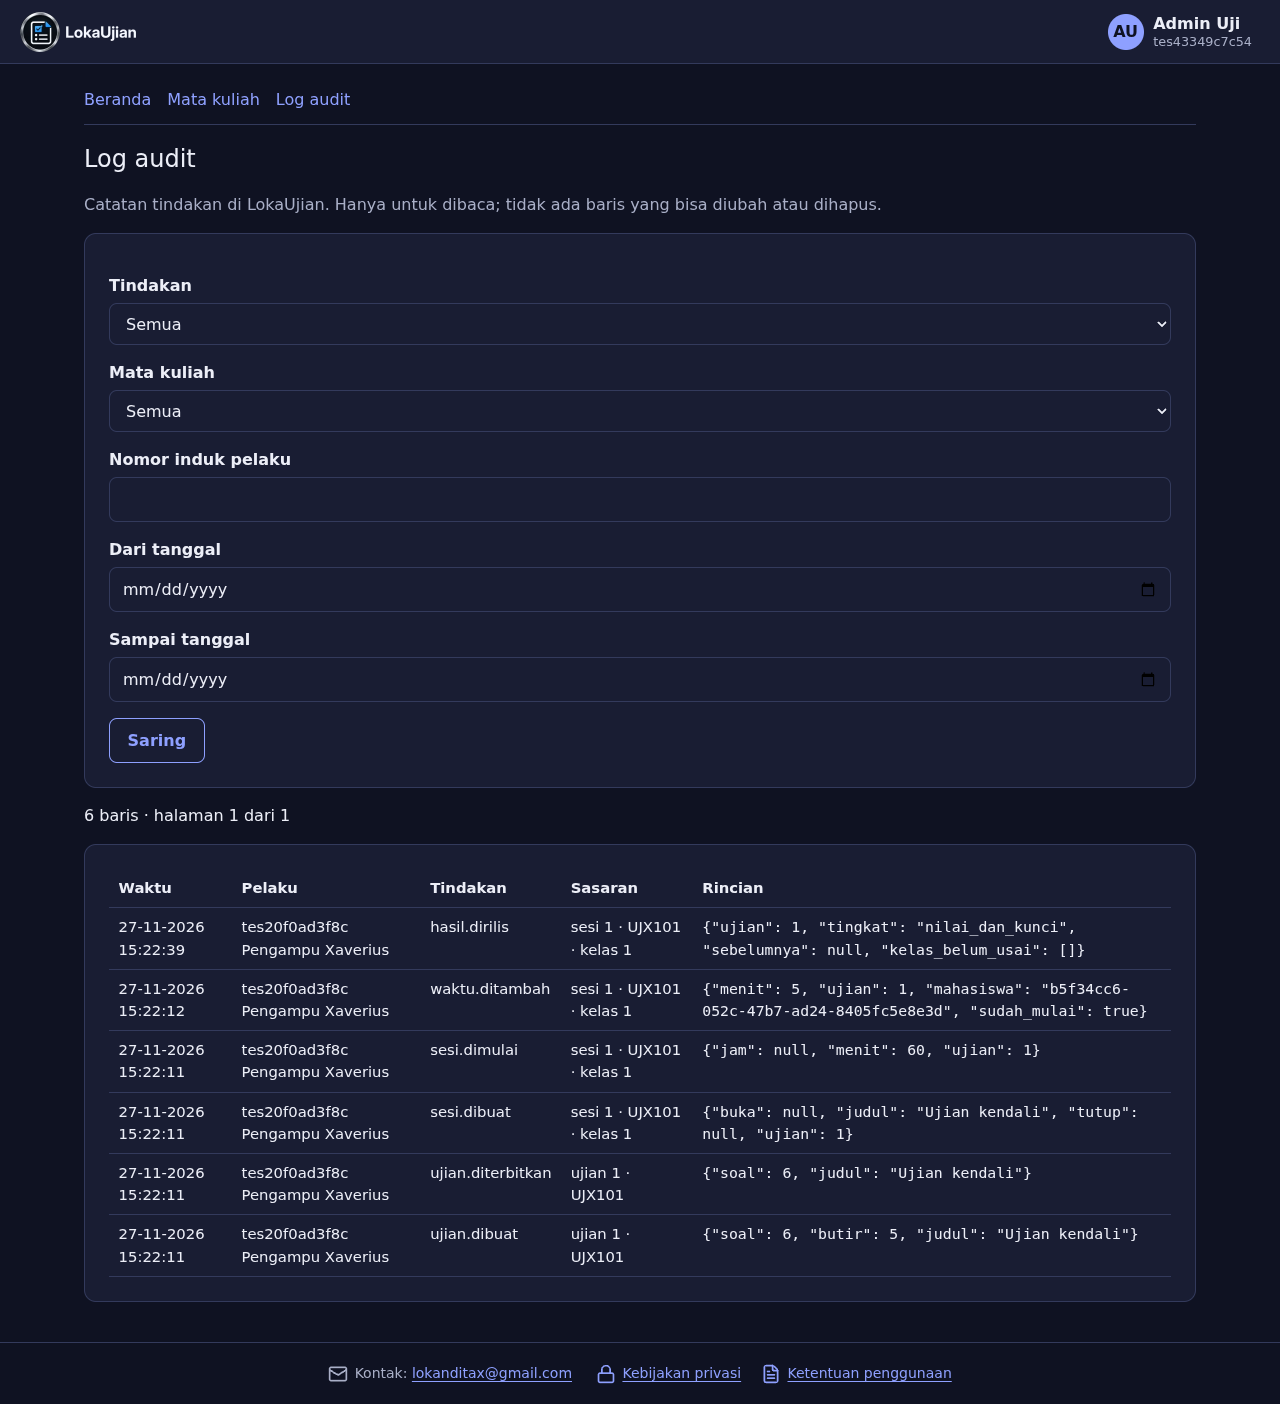 LokaUjian
AU
Admin Uji
tes43349c7c54
Beranda Mata kuliah Log audit
Log audit
Catatan tindakan di LokaUjian. Hanya untuk dibaca; tidak ada baris yang bisa diubah atau dihapus.
Tindakan
Semua
Mata kuliah
Semua
Nomor induk pelaku
Dari tanggal
mm/dd/yyyy
Sampai tanggal
mm/dd/yyyy
Saring
6 baris · halaman 1 dari 1
Waktu Pelaku Tindakan Sasaran Rincian
27-11-2026 tes20f0ad3f8c hasil.dirilis sesi 1 · UJX101 {"ujian": 1, "tingkat": "nilai_dan_kunci",
15:22:39 Pengampu Xaverius · kelas 1 "sebelumnya": null, "kelas_belum_usai": []}
27-11-2026 tes20f0ad3f8c waktu.ditambah sesi 1 · UJX101 {"menit": 5, "ujian": 1, "mahasiswa": "b5f34cc6-
15:22:12 Pengampu Xaverius · kelas 1 052c-47b7-ad24-8405fc5e8e3d", "sudah_mulai": true}
27-11-2026 tes20f0ad3f8c sesi.dimulai sesi 1 · UJX101 {"jam": null, "menit": 60, "ujian": 1}
15:22:11 Pengampu Xaverius · kelas 1
27-11-2026 tes20f0ad3f8c sesi.dibuat sesi 1 · UJX101 {"buka": null, "judul": "Ujian kendali", "tutup":
15:22:11 Pengampu Xaverius · kelas 1 null, "ujian": 1}
27-11-2026 tes20f0ad3f8c ujian.diterbitkan ujian 1 · {"soal": 6, "judul": "Ujian kendali"}
15:22:11 Pengampu Xaverius UJX101
27-11-2026 tes20f0ad3f8c ujian.dibuat ujian 1 · {"soal": 6, "butir": 5, "judul": "Ujian kendali"}
15:22:11 Pengampu Xaverius UJX101
Kontak: lokanditax@gmail.com Kebijakan privasi Ketentuan penggunaan